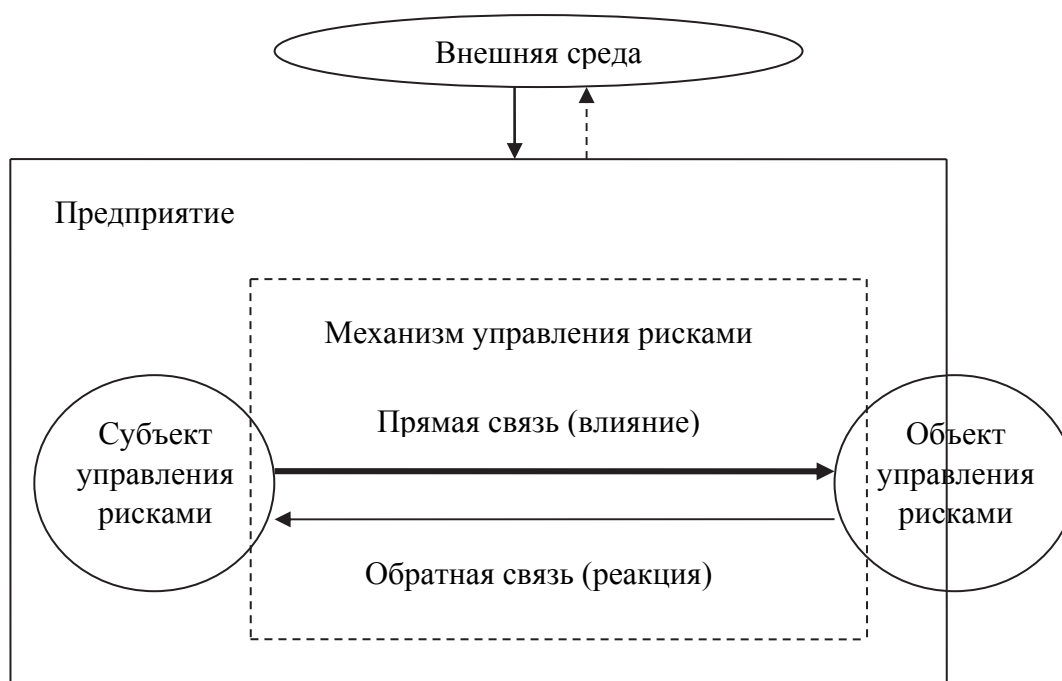 Внешняя среда
Предприятие
Механизм управления рисками
Прямая связь (влияние)
Субъект
управления
рисками
Объект
управления
рисками
Обратная связь (реакция)